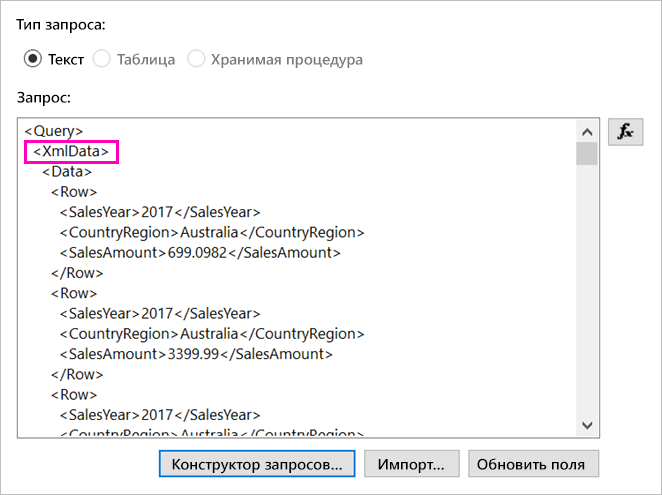 Тип запроса:
Текст Таблица Хранимая процедура
Запрос:
<Query>
<XmlData>
<Data>
<Row>
<SalesYear>2017</SalesYear>
<CountryRegion>Australia</CountryRegion>
<SalesAmount>699.0982</SalesAmount>
</Row>
<Row>
<SalesYear>2017</SalesYear>
<CountryRegion>Australia</CountryRegion>
<SalesAmount>3399.99</SalesAmount>
</Row>
<Row>
<SalesYear>2017</SalesYear>
<CountryRegion>Australia</CountryRegion>
fx
Конструктор запросов... Импорт... Обновить поля